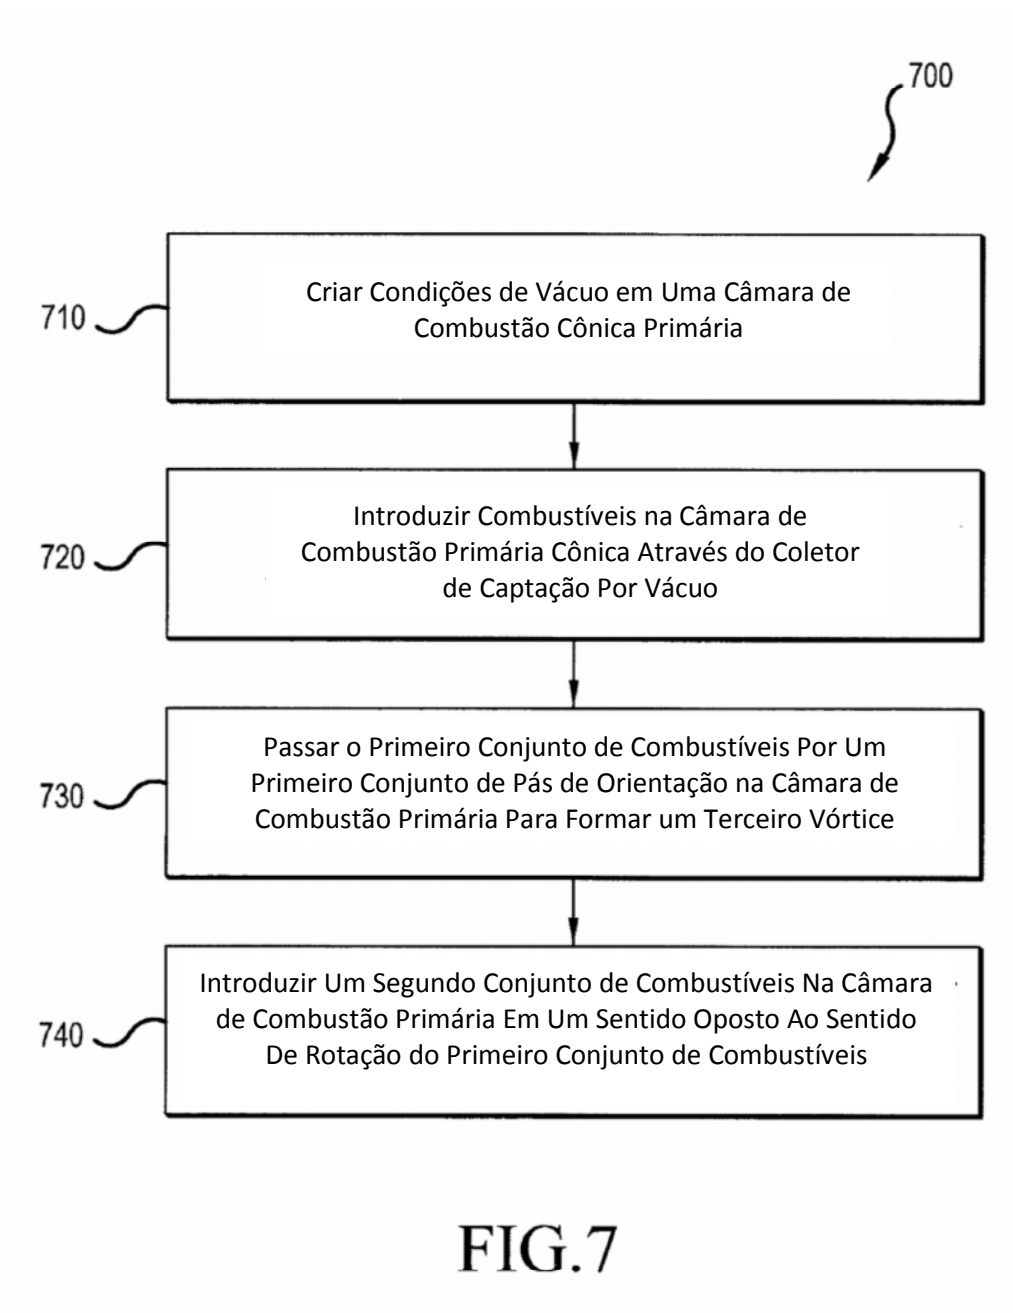 700
710
Criar Condições de Vácuo em Uma Câmara de
Combustão Cônica Primária
720
Introduzir Combustíveis na Câmara de
Combustão Primária Cônica Através do Coletor
de Captação Por Vácuo
730
Passar o Primeiro Conjunto de Combustíveis Por Um
Primeiro Conjunto de Pás de Orientação na Câmara de
Combustão Primária Para Formar um Terceiro Vórtice
740
Introduzir Um Segundo Conjunto de Combustíveis Na Câmara
de Combustão Primária Em Um Sentido Oposto Ao Sentido
De Rotação do Primeiro Conjunto de Combustíveis
FIG.7